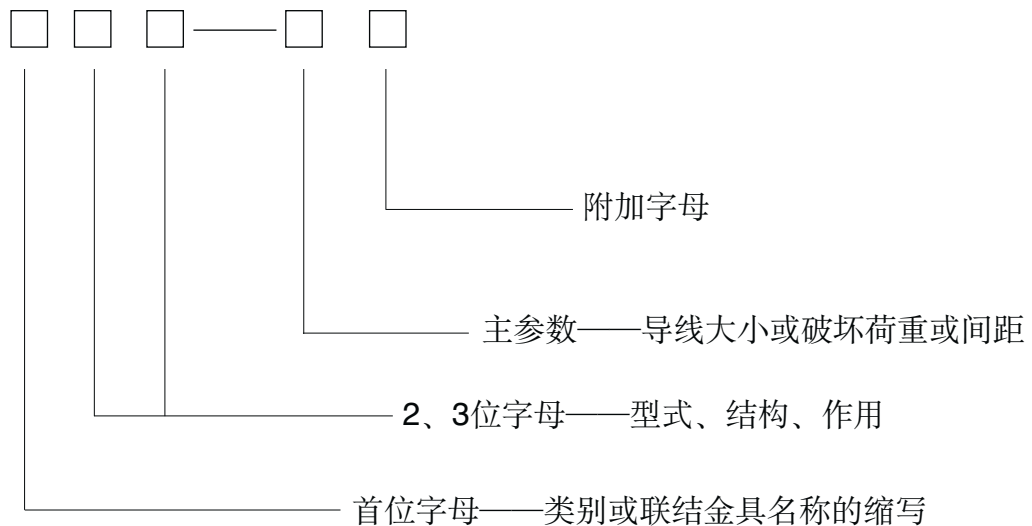 附加字母
主参数——导线大小或破坏荷重或间距
2、3位字母——型式、结构、作用
首位字母——类别或联结金具名称的缩写